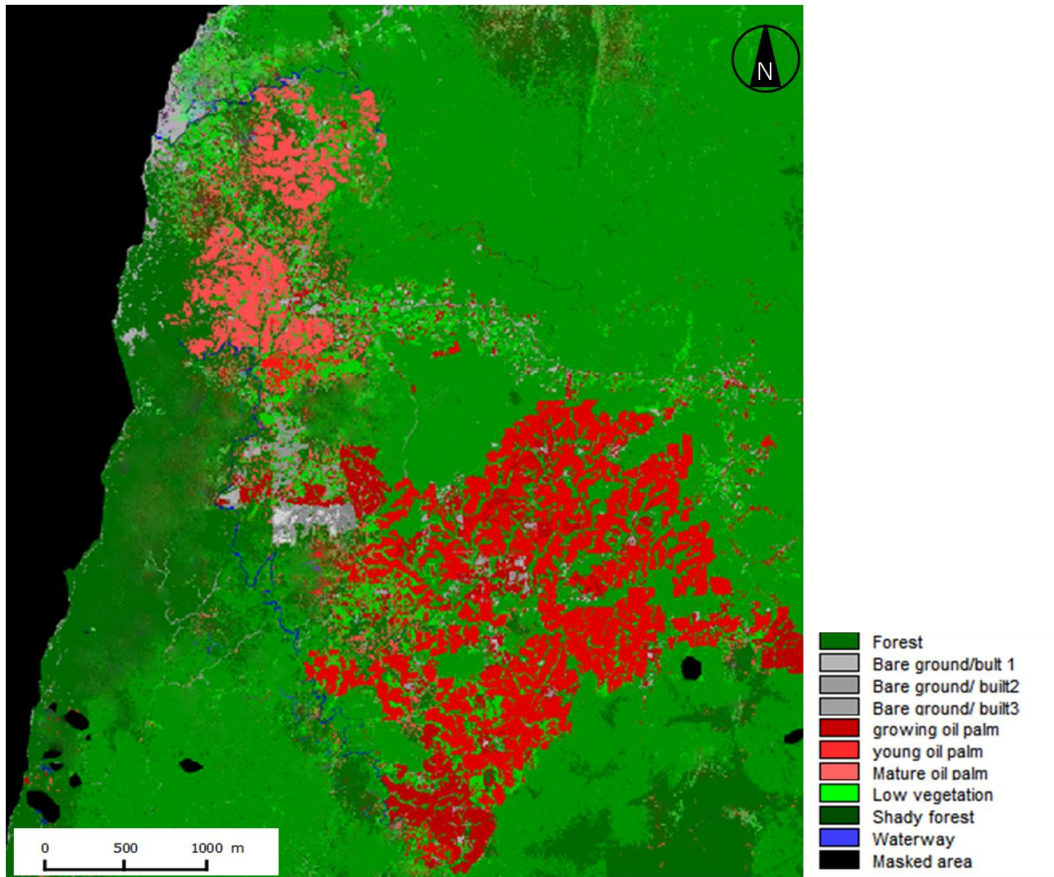 N
Forest
Bare ground/bult 1
Bare ground/ built2
Bare ground/ built3
growing oil palm
young oil palm
Mature oil palm
Low vegetation
Shady forest
Waterway
Masked area
0 500 1000 m